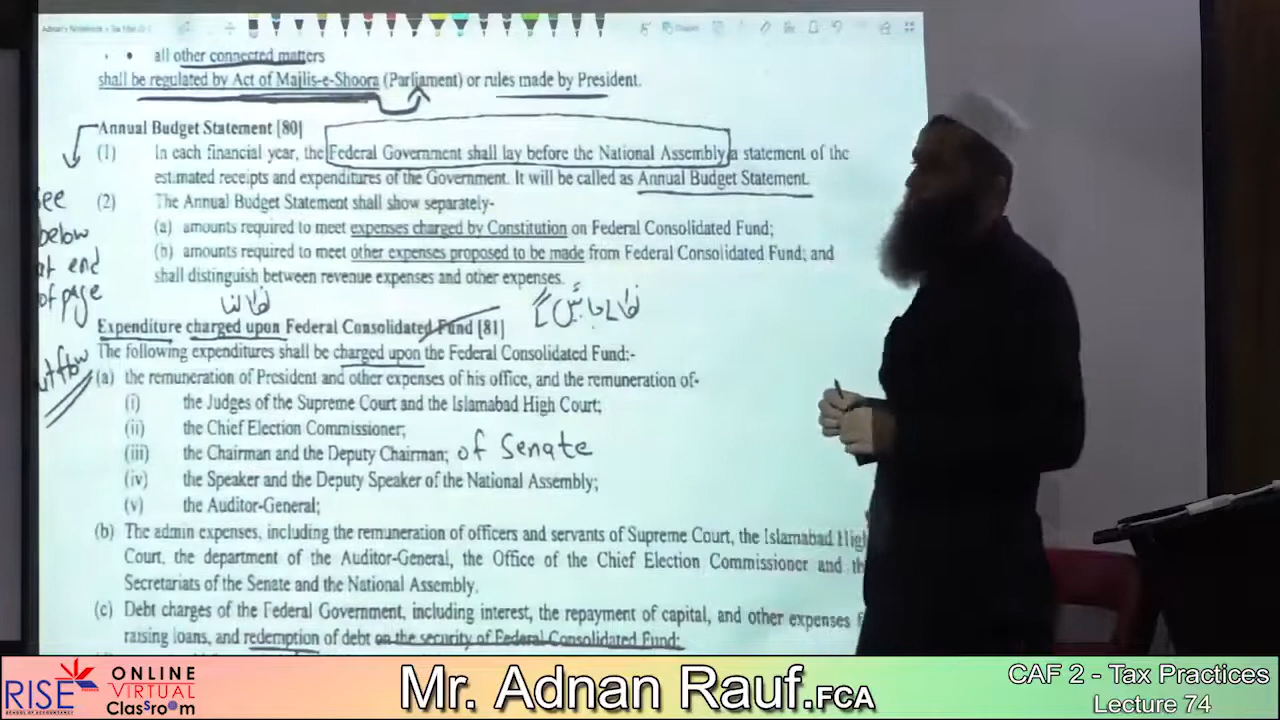 • all other connected matters
shall be regulated by Act of Majlis-e-Shoora (Parliament) or rules made by President.
Annual Budget Statement [80]
(1) In each financial year, the Federal Government shall lay before the National Assembly a statement of the
estimated receipts and expenditures of the Government. It will be called as Annual Budget Statement.
See
below
at end
of page
(2) The Annual Budget Statement shall show separately-
(a) amounts required to meet expenses charged by Constitution on Federal Consolidated Fund;
(b) amounts required to meet other expenses proposed to be made from Federal Consolidated Fund; and
shall distinguish between revenue expenses and other expenses.
Expenditure charged upon Federal Consolidated Fund [81]
The following expenditures shall be charged upon the Federal Consolidated Fund:-
(a) the remuneration of President and other expenses of his office, and the remuneration of-
(i) the Judges of the Supreme Court and the Islamabad High Court;
(ii) the Chief Election Commissioner;
(iii) the Chairman and the Deputy Chairman; of Senate
(iv) the Speaker and the Deputy Speaker of the National Assembly;
(v) the Auditor-General;
(b) The admin expenses, including the remuneration of officers and servants of Supreme Court, the Islamabad High
Court, the department of the Auditor-General, the Office of the Chief Election Commissioner and th
Secretariats of the Senate and the National Assembly.
(c) Debt charges of the Federal Government, including interest, the repayment of capital, and other expenses
raising loans, and redemption of debt on the security of Federal Consolidated Fund;
RISE
SCHOOL OF ACCOUNTANCY
ONLINE
VIRTUAL
Classroom
Mr. Adnan Rauf.FCA
CAF 2 - Tax Practices
Lecture 74